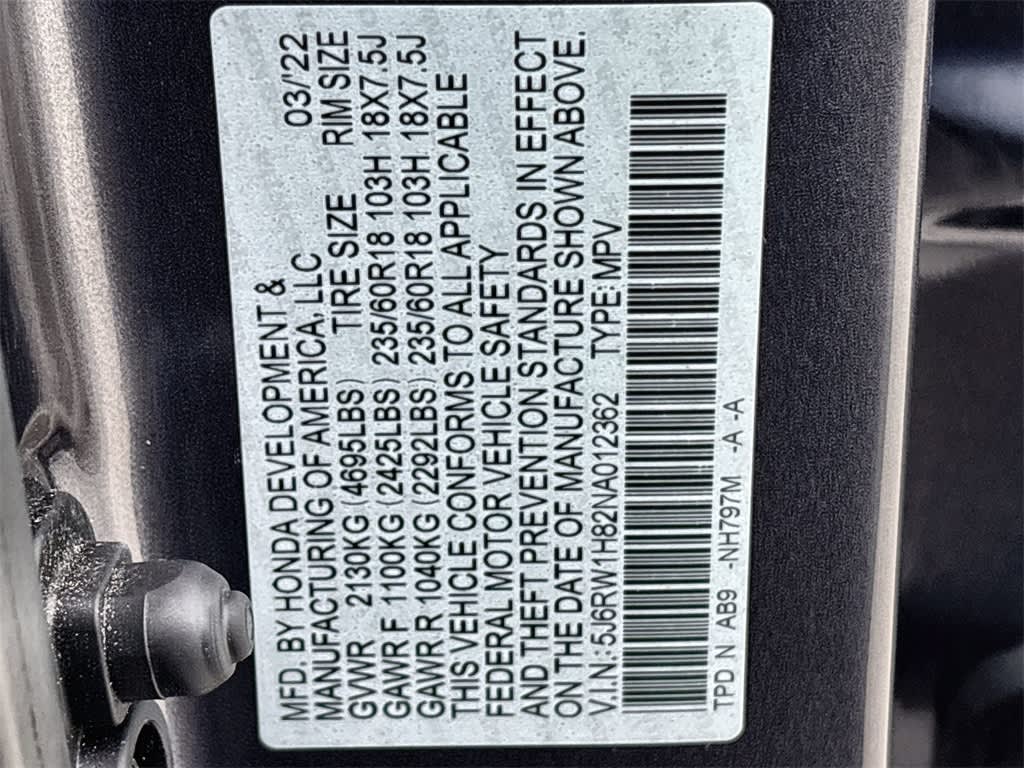 MFD. BY HONDA DEVELOPMENT & 03/'22
MANUFACTURING OF AMERICA, LLC
TIRE SIZE RIM SIZE
GVWR 2130KG (4695LBS)
GAWR F 1100KG (2425LBS) 235/60R18 103H 18X7.5J
GAWR R 1040KG (2292LBS) 235/60R18 103H 18X7.5J
THIS VEHICLE CONFORMS TO ALL APPLICABLE
FEDERAL MOTOR VEHICLE SAFETY
AND THEFT PREVENTION STANDARDS IN EFFECT
ON THE DATE OF MANUFACTURE SHOWN ABOVE.
V.I.N.:5J6RW1H82NA012362 TYPE:MPV
TPD N AB9 -NH797M -A -A